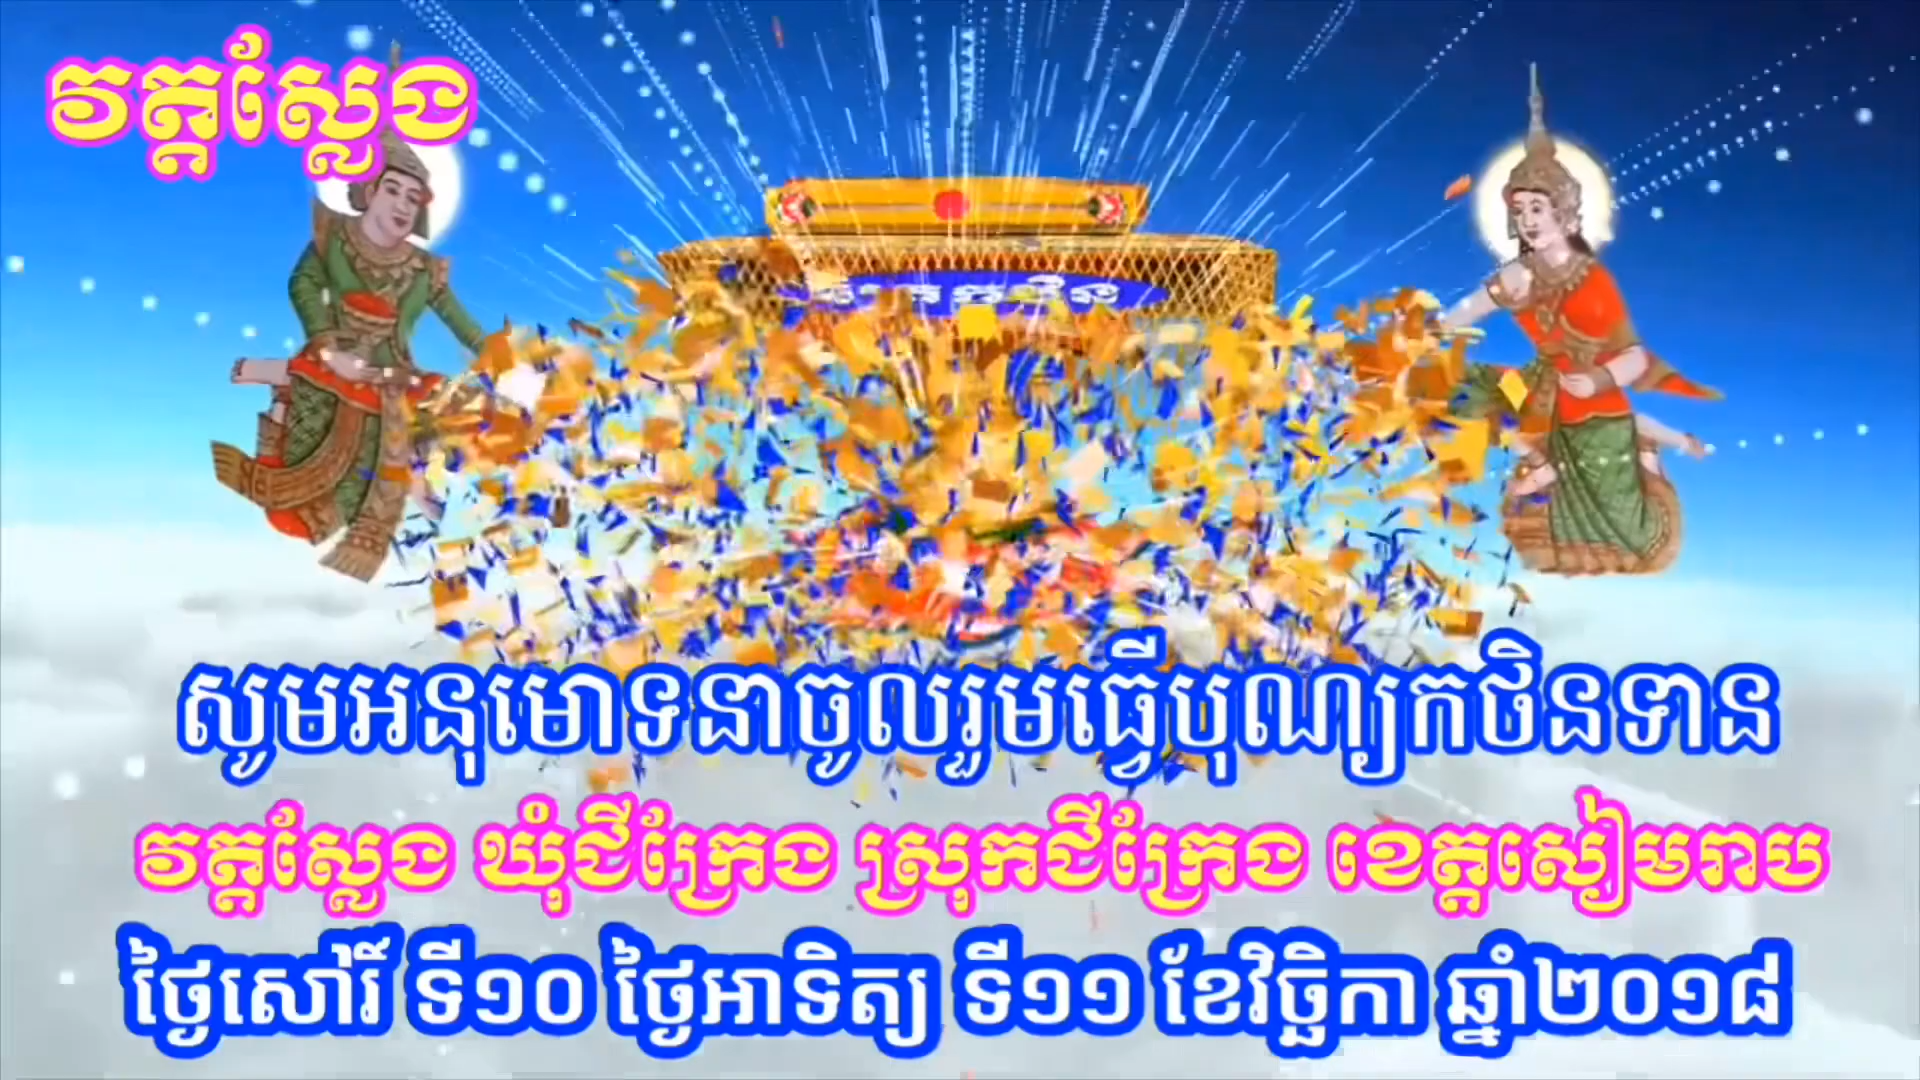 វត្តស្លែង
សូមអនុមោទនាចូលរួមធ្វើបុណ្យកថិនទាន
វត្តស្លែង ឃុំជីក្រែង ស្រុកជីក្រែង ខេត្តសៀមរាប
ថ្ងៃសៅរ៍ ទី១០ ថ្ងៃអាទិត្យ ទី១១ ខែវិច្ឆិកា ឆ្នាំ២០១៨